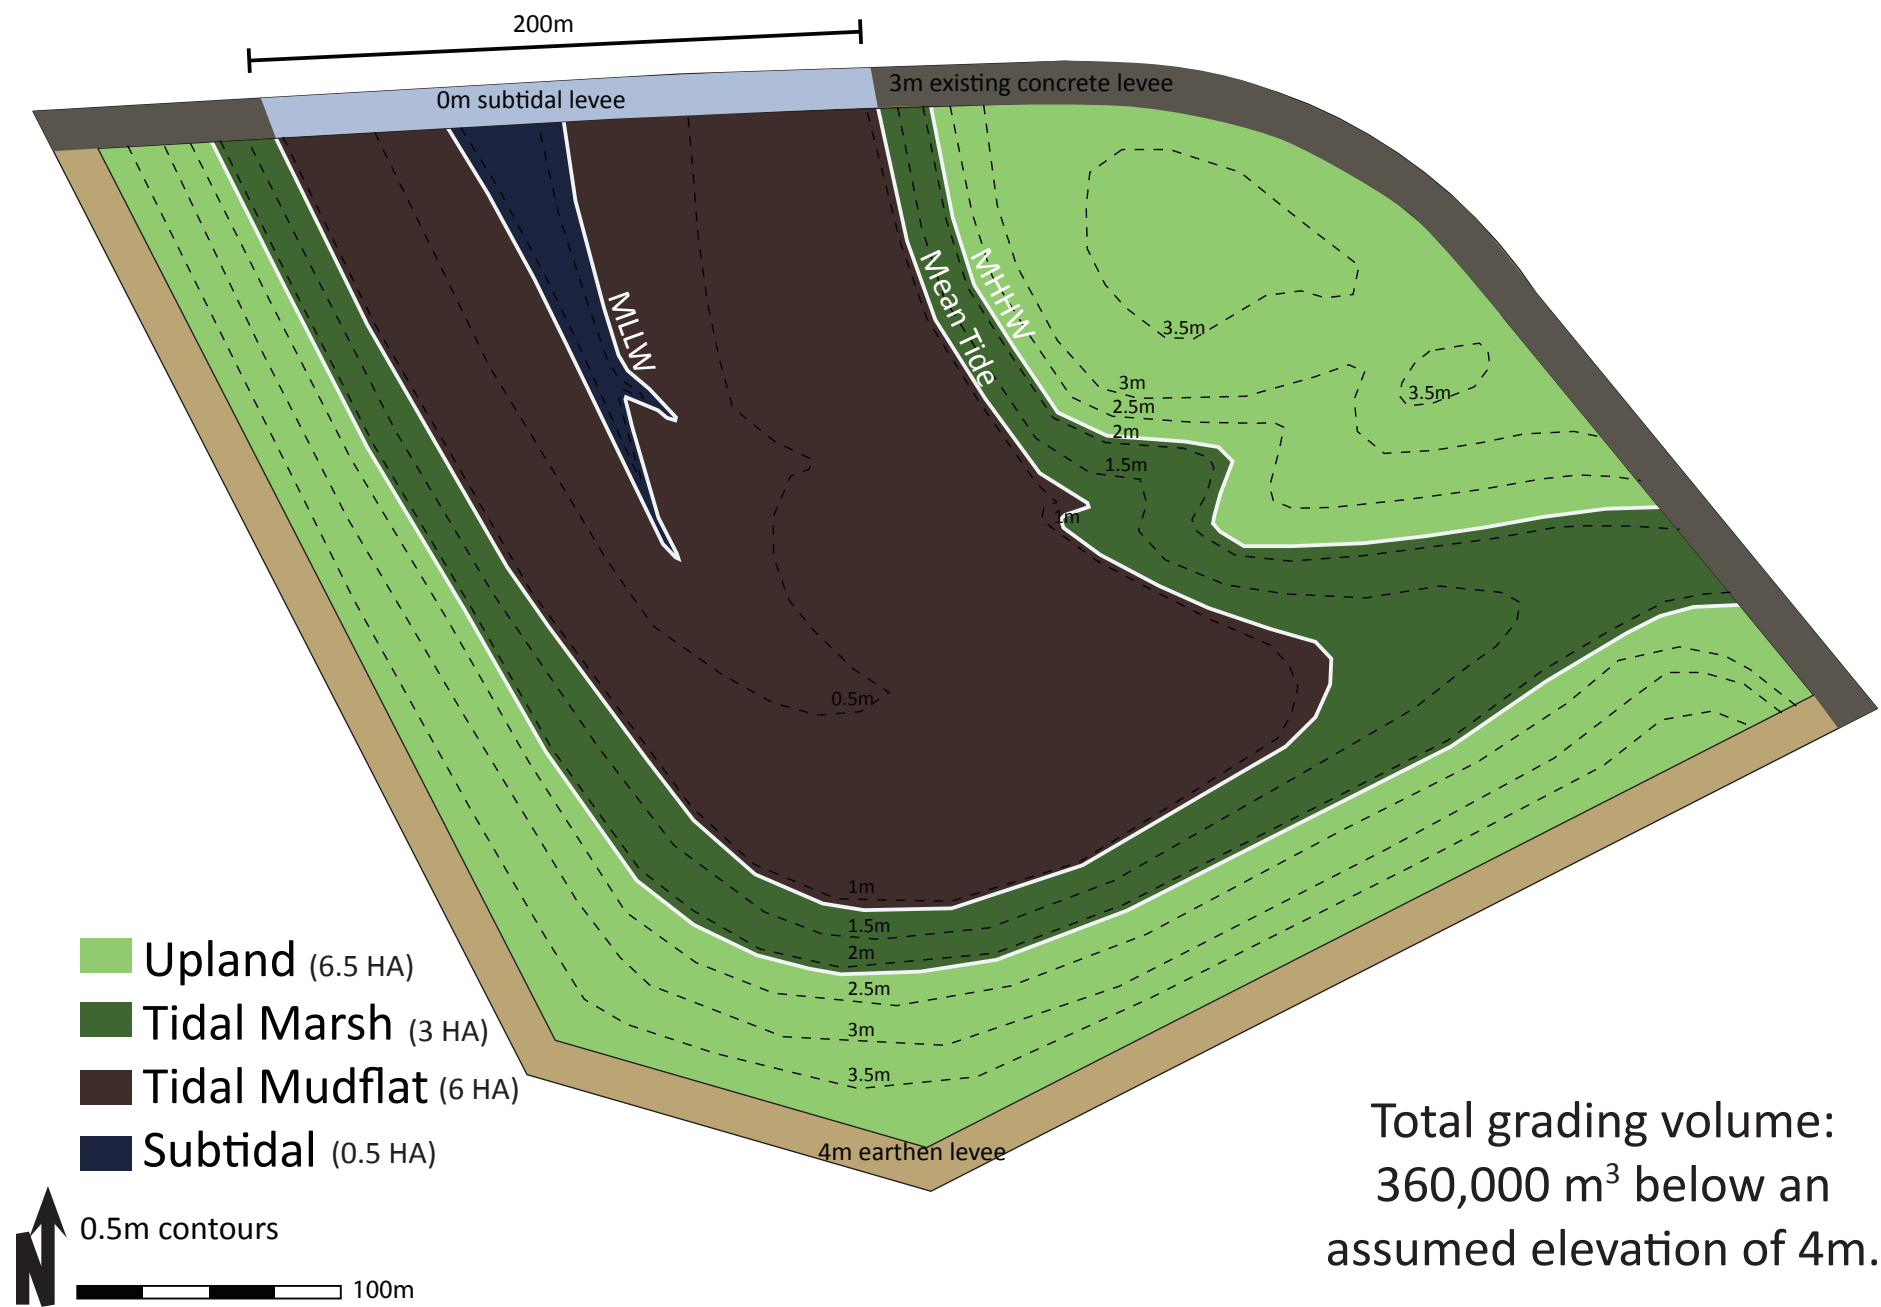 200m
0m subtidal levee
3m existing concrete levee
MLLW
Mean Tide
MHHW
3.5m
3.5m
3m
2.5m
2m
1.5m
1m
0.5m
1m
1.5m
2m
2.5m
3m
3.5m
4m earthen levee
Upland (6.5 HA)
Tidal Marsh (3 HA)
Tidal Mudflat (6 HA)
Subtidal (0.5 HA)
N
0.5m contours
100m
Total grading volume:
360,000 m³ below an
assumed elevation of 4m.